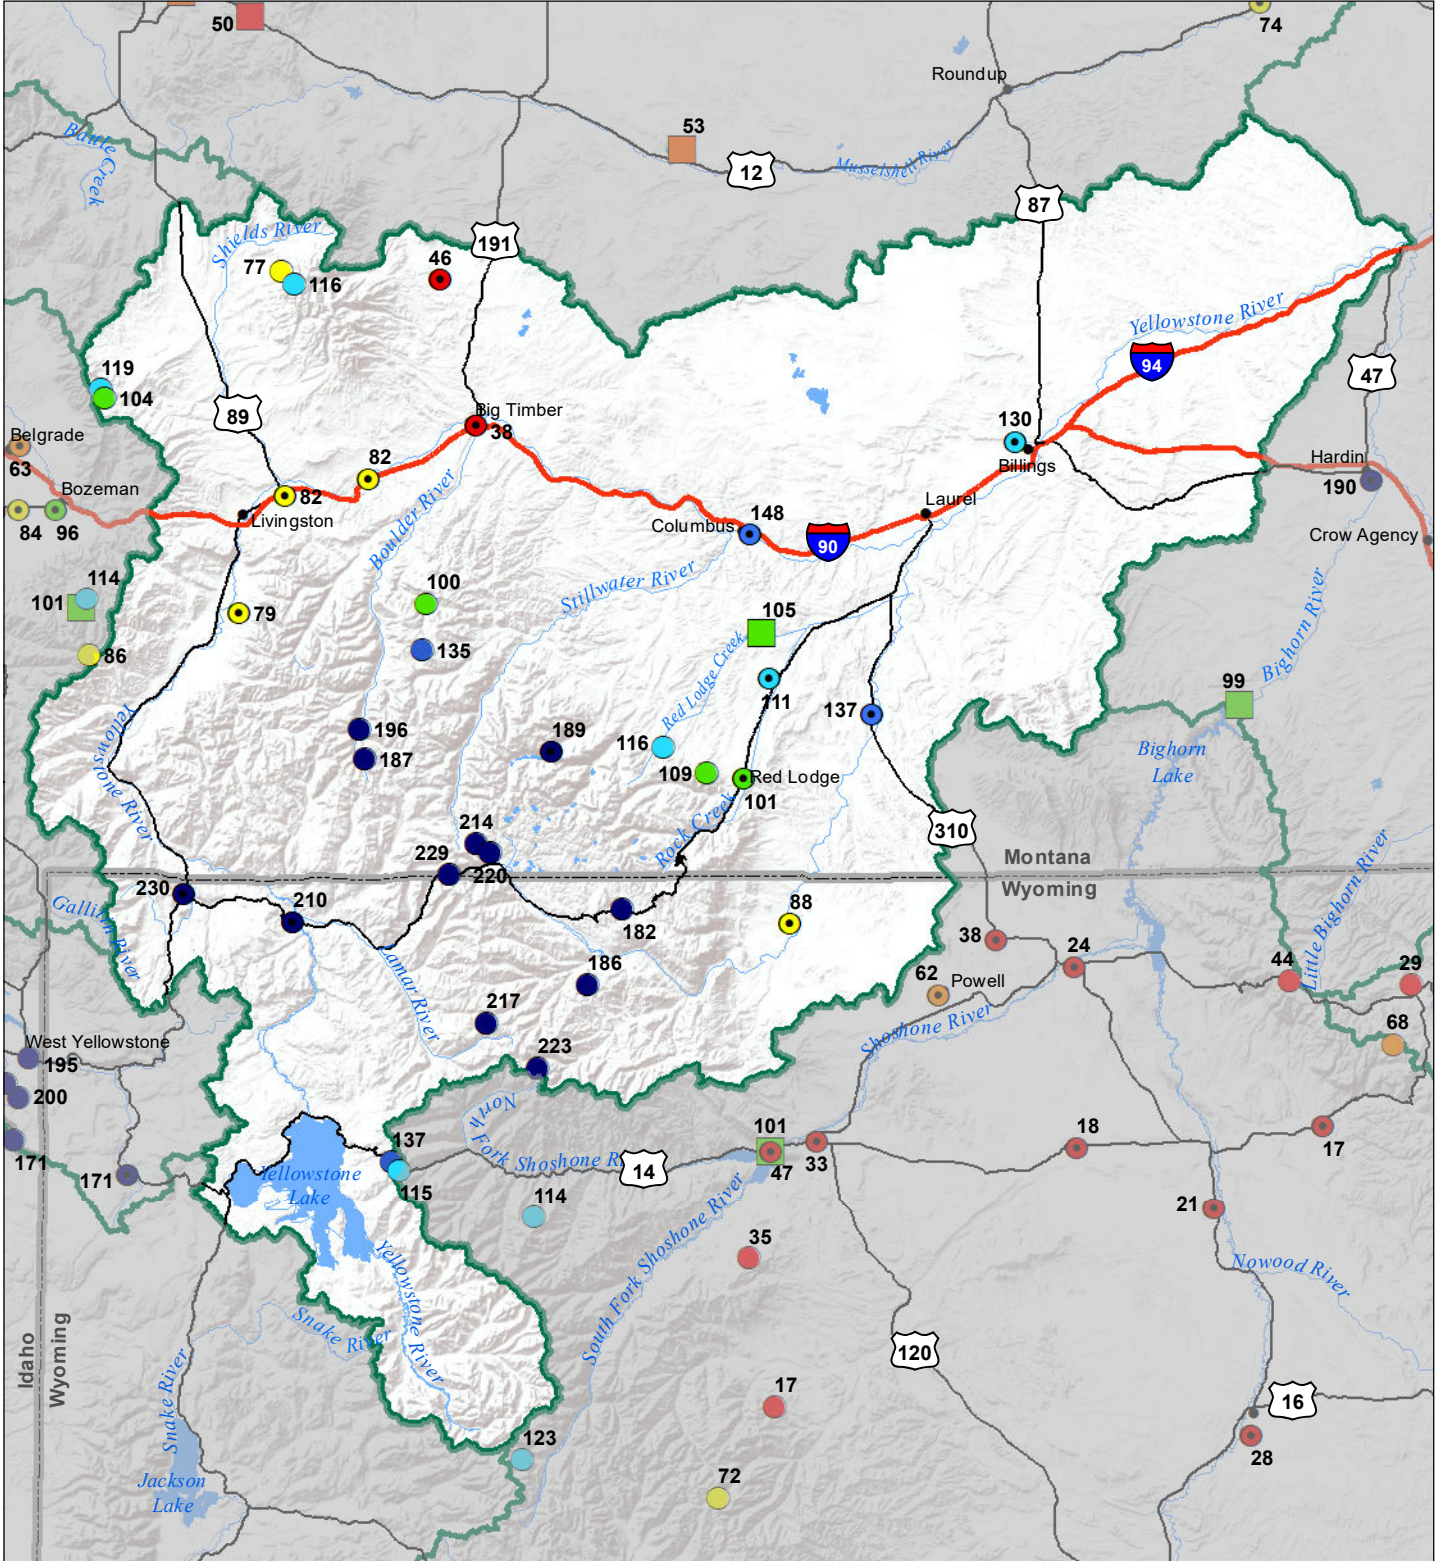 50
74
Roundup
53
12
Musselshell River
Battle
Creek
87
191
Shields River
77
116
46
Yellowstone River
94
47
119
104
89
Big Timber
38
130
Billings
Hardin
190
Belgrade
63
Bozeman
84
96
82
82
Livingston
Boulder River
Columbus
148
90
Laurel
Crow Agency
114
101
86
79
100
135
Stillwater River
105
Red Lodge Creek
111
137
Bighorn River
99
Bighorn
Lake
Yellowstone River
196
187
189
116
109
Red Lodge
101
Rock Creek
310
214
229
220
Montana
Wyoming
230
210
182
88
Gallatin River
Lamar River
186
217
223
38
24
62
Powell
Shoshone River
44
29
68
Little Bighorn River
West Yellowstone
195
200
171
171
137
115
Yellowstone
Lake
North
Fork Shoshone R
14
101
47
33
18
17
114
35
21
South Fork Shoshone River
Nowood River
Yellowstone River
Snake River
Snake River
Idaho
Wyoming
120
16
17
28
123
72
Jackson
Lake